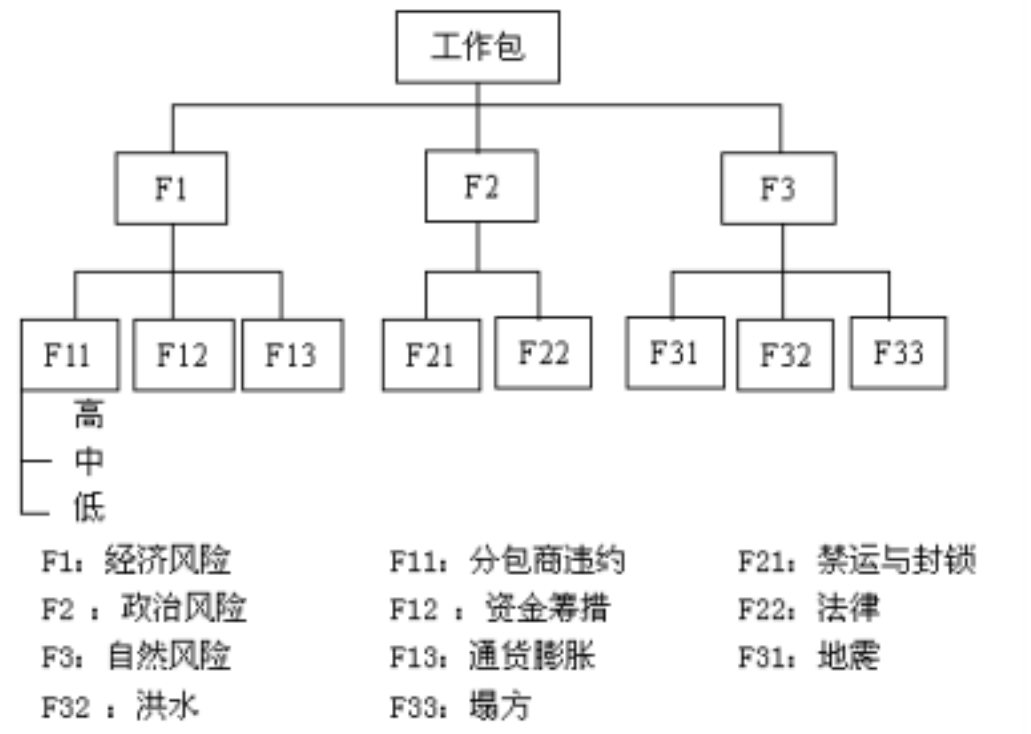 工作包
F1 F2 F3
F11 F12 F13 F21 F22 F31 F32 F33
高
中
低
F1: 经济风险 F11: 分包商违约 F21: 禁运与封锁
F2 : 政治风险 F12 : 资金筹措 F22: 法律
F3: 自然风险 F13: 通货膨胀 F31: 地震
F32 : 洪水 F33: 塌方